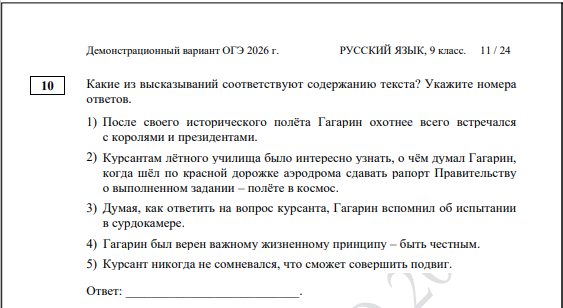 Демонстрационный вариант ОГЭ 2026 г. РУССКИЙ ЯЗЫК, 9 класс. 11 / 24
10
Какие из высказываний соответствуют содержанию текста? Укажите номера
ответов.
1) После своего исторического полёта Гагарин охотнее всего встречался
с королями и президентами.
2) Курсантам лётного училища было интересно узнать, о чём думал Гагарин,
когда шёл по красной дорожке аэродрома сдавать рапорт Правительству
о выполненном задании – полёте в космос.
3) Думая, как ответить на вопрос курсанта, Гагарин вспомнил об испытании
в сурдокамере.
4) Гагарин был верен важному жизненному принципу – быть честным.
5) Курсант никогда не сомневался, что сможет совершить подвиг.
Ответ: ___________________________.